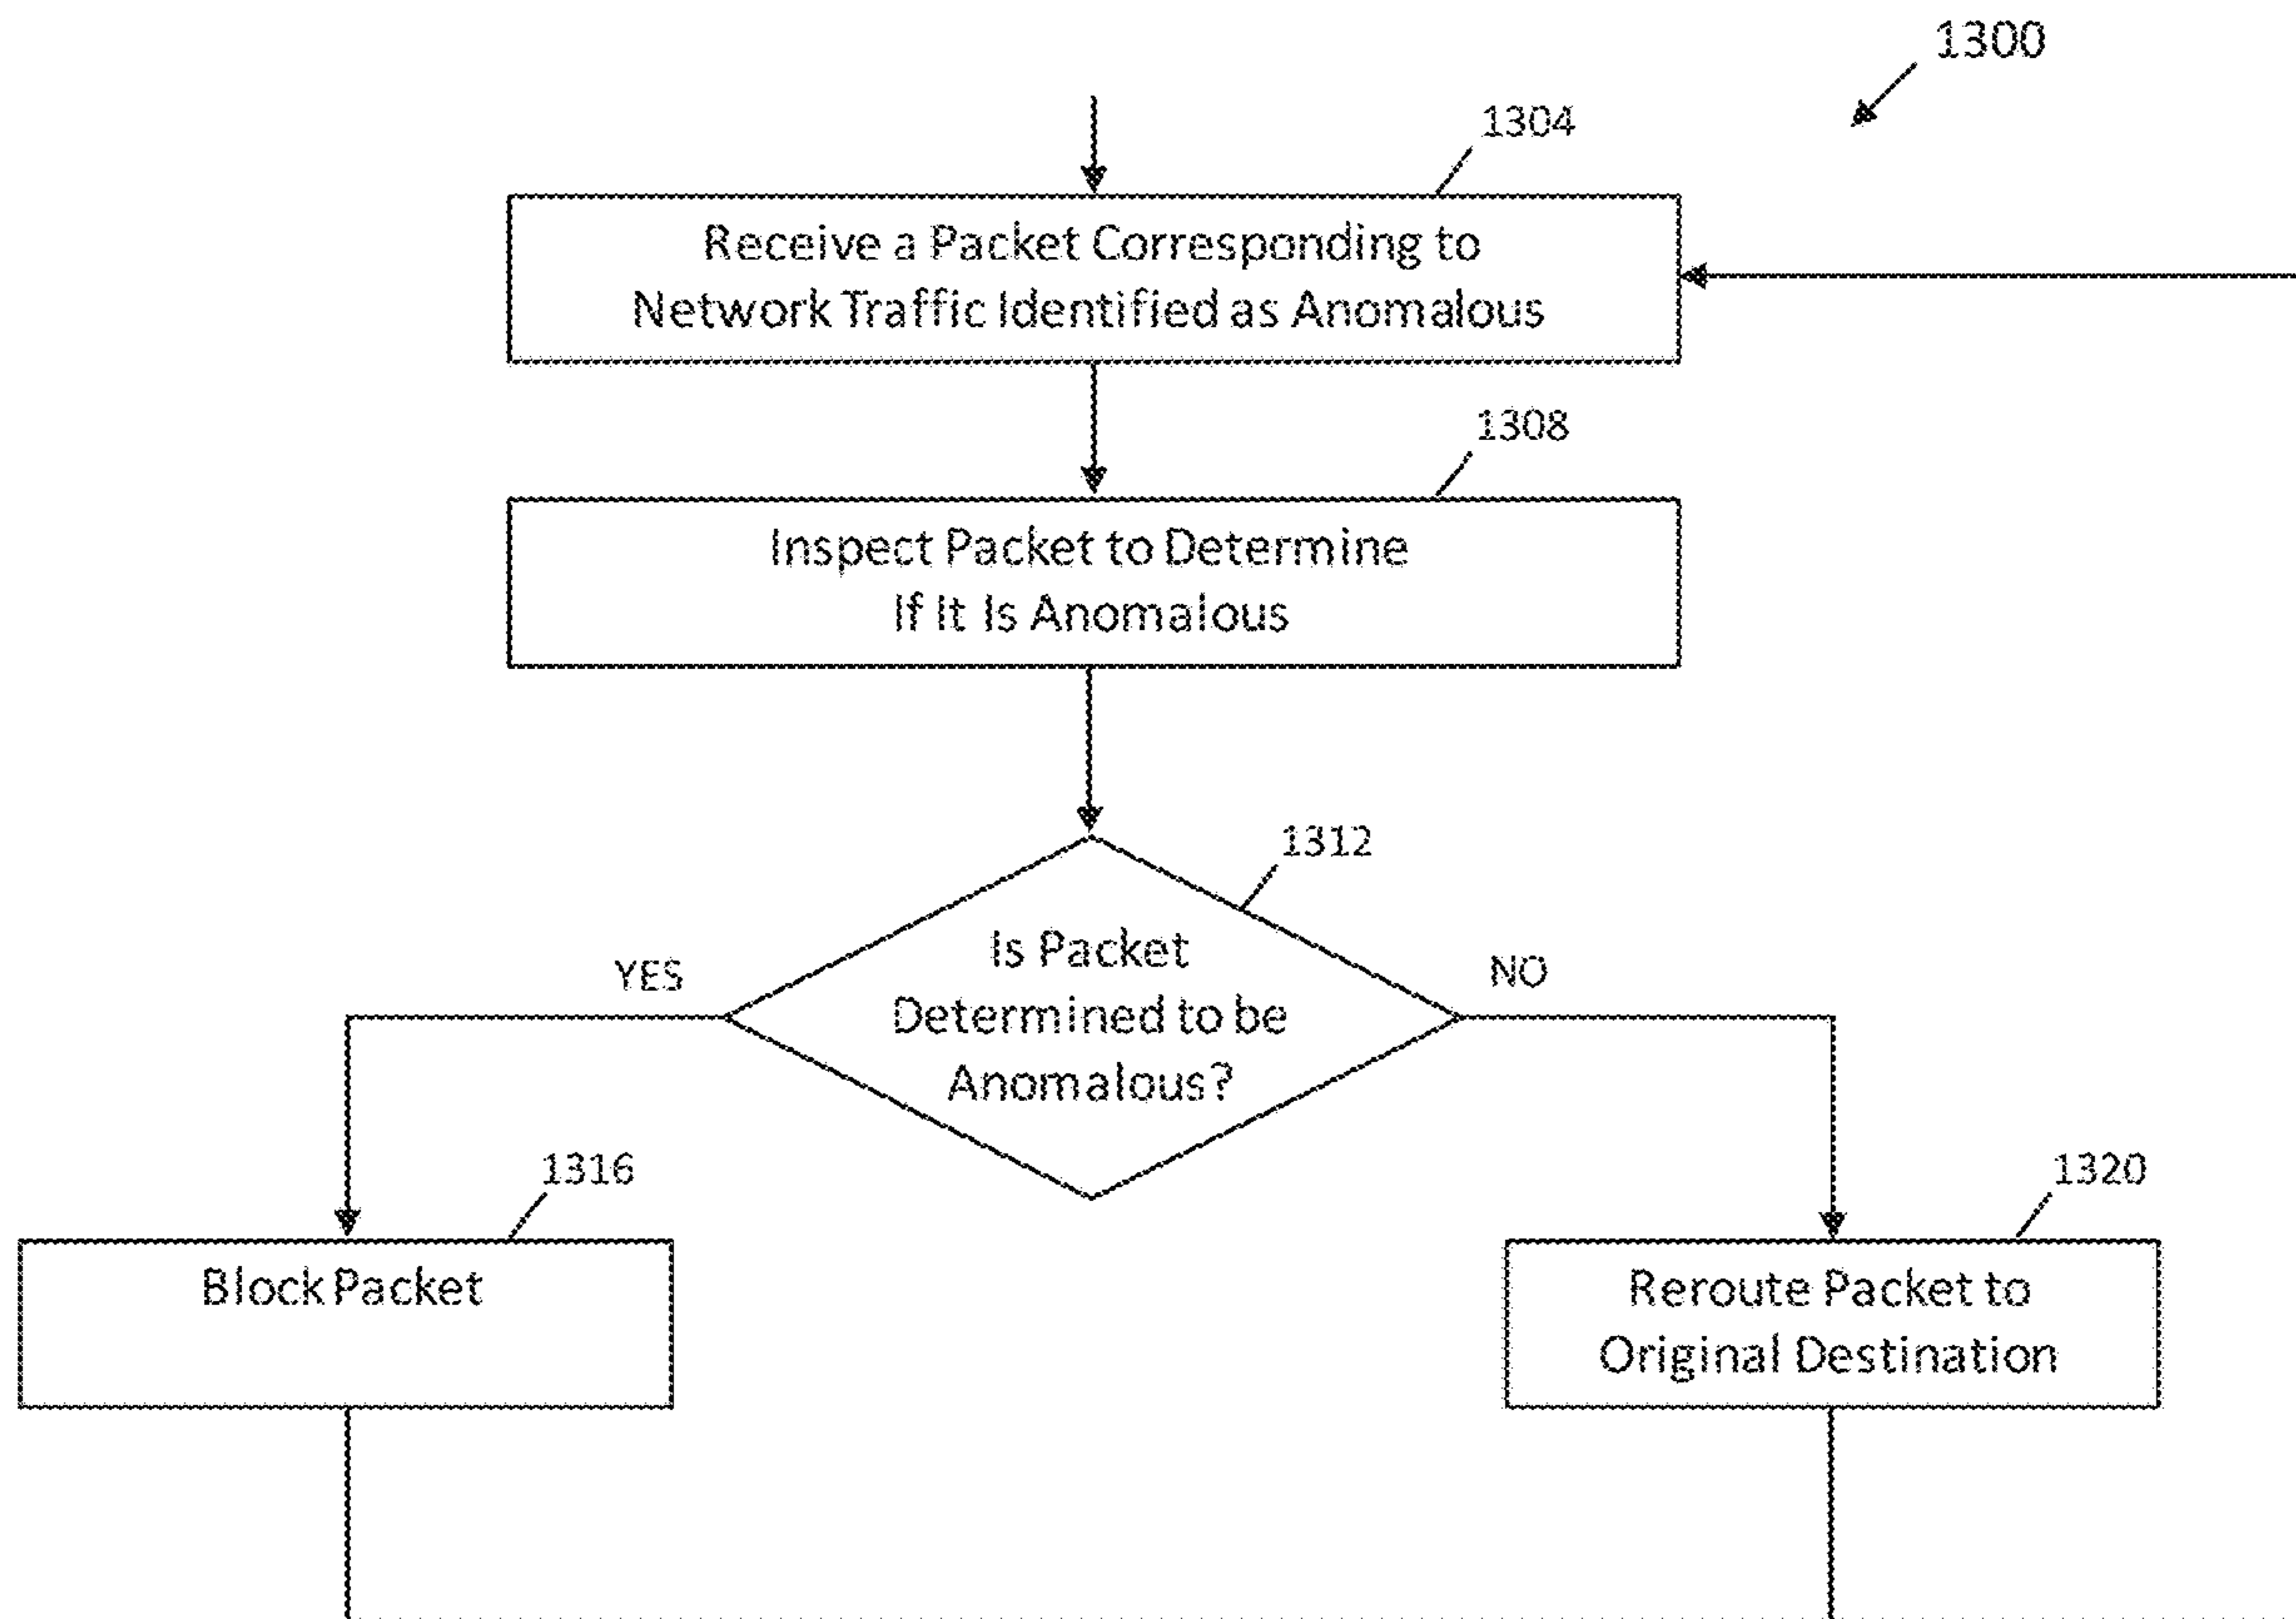 1300
1304
Receive a Packet Corresponding to
Network Traffic Identified as Anomalous
1308
Inspect Packet to Determine
If It Is Anomalous
1312
Is Packet
Determined to be
Anomalous?
YES
NO
1316
Block Packet
1320
Reroute Packet to
Original Destination